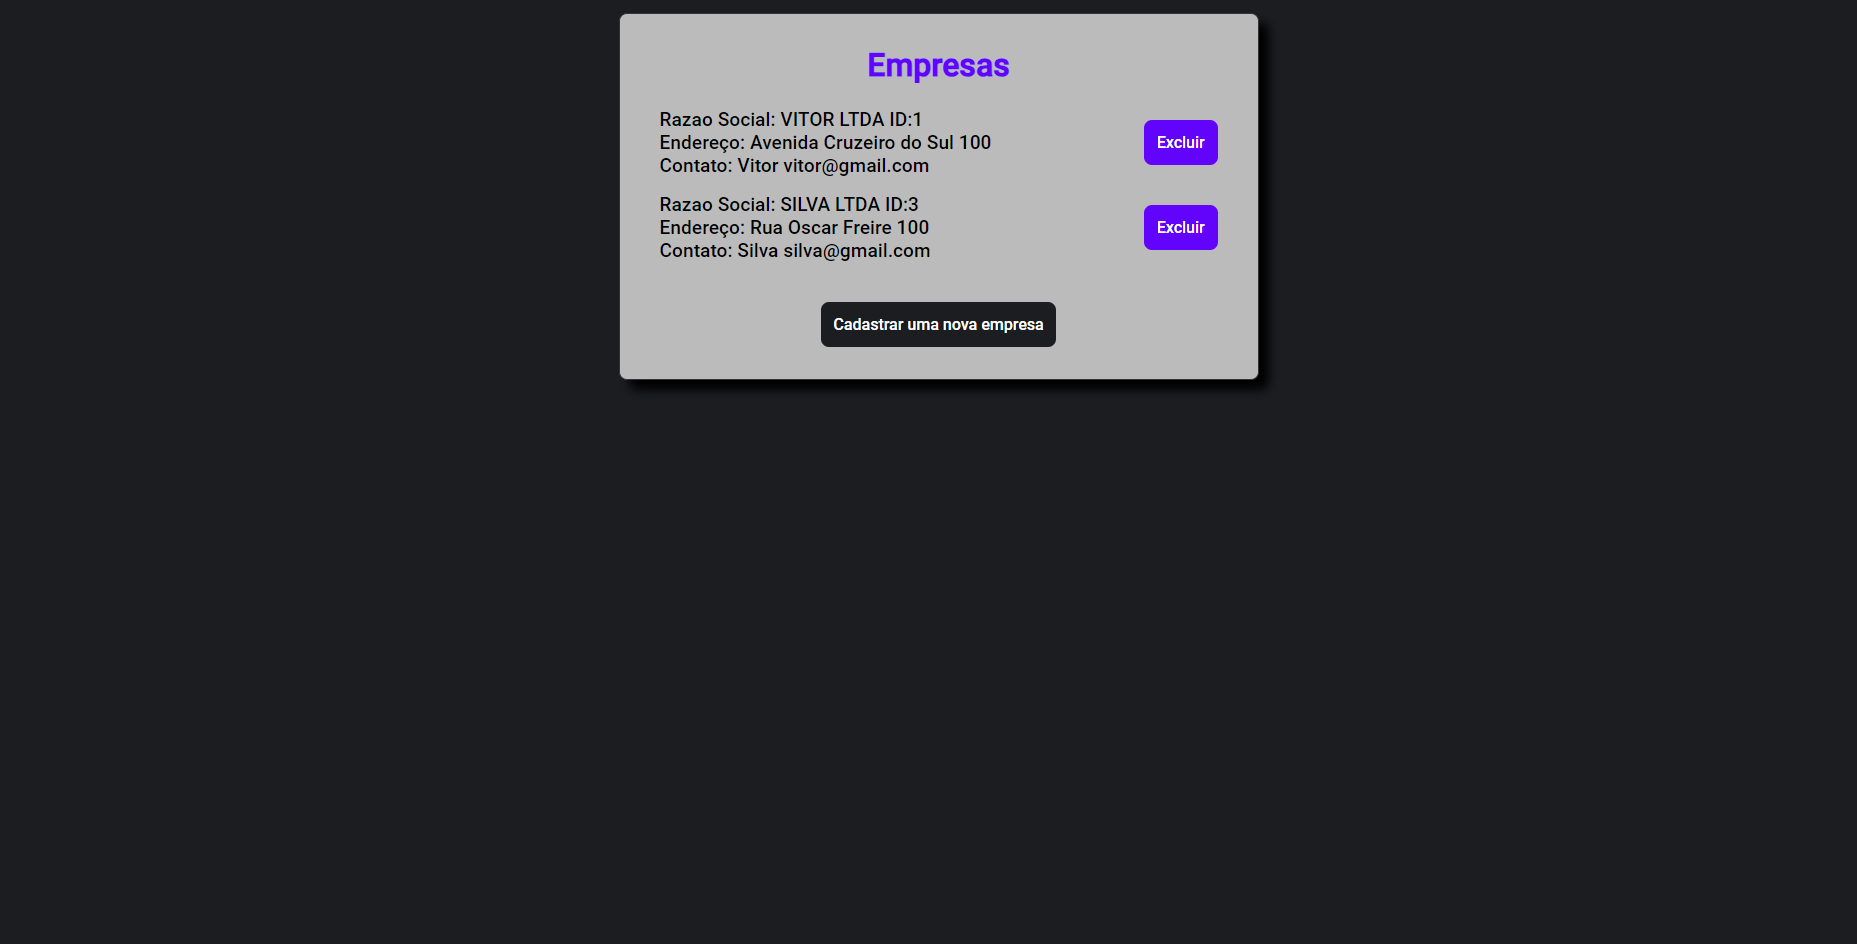 Empresas
Razao Social: VITOR LTDA ID:1
Endereço: Avenida Cruzeiro do Sul 100
Contato: Vitor vitor@gmail.com
Excluir
Razao Social: SILVA LTDA ID:3
Endereço: Rua Oscar Freire 100
Contato: Silva silva@gmail.com
Excluir
Cadastrar uma nova empresa